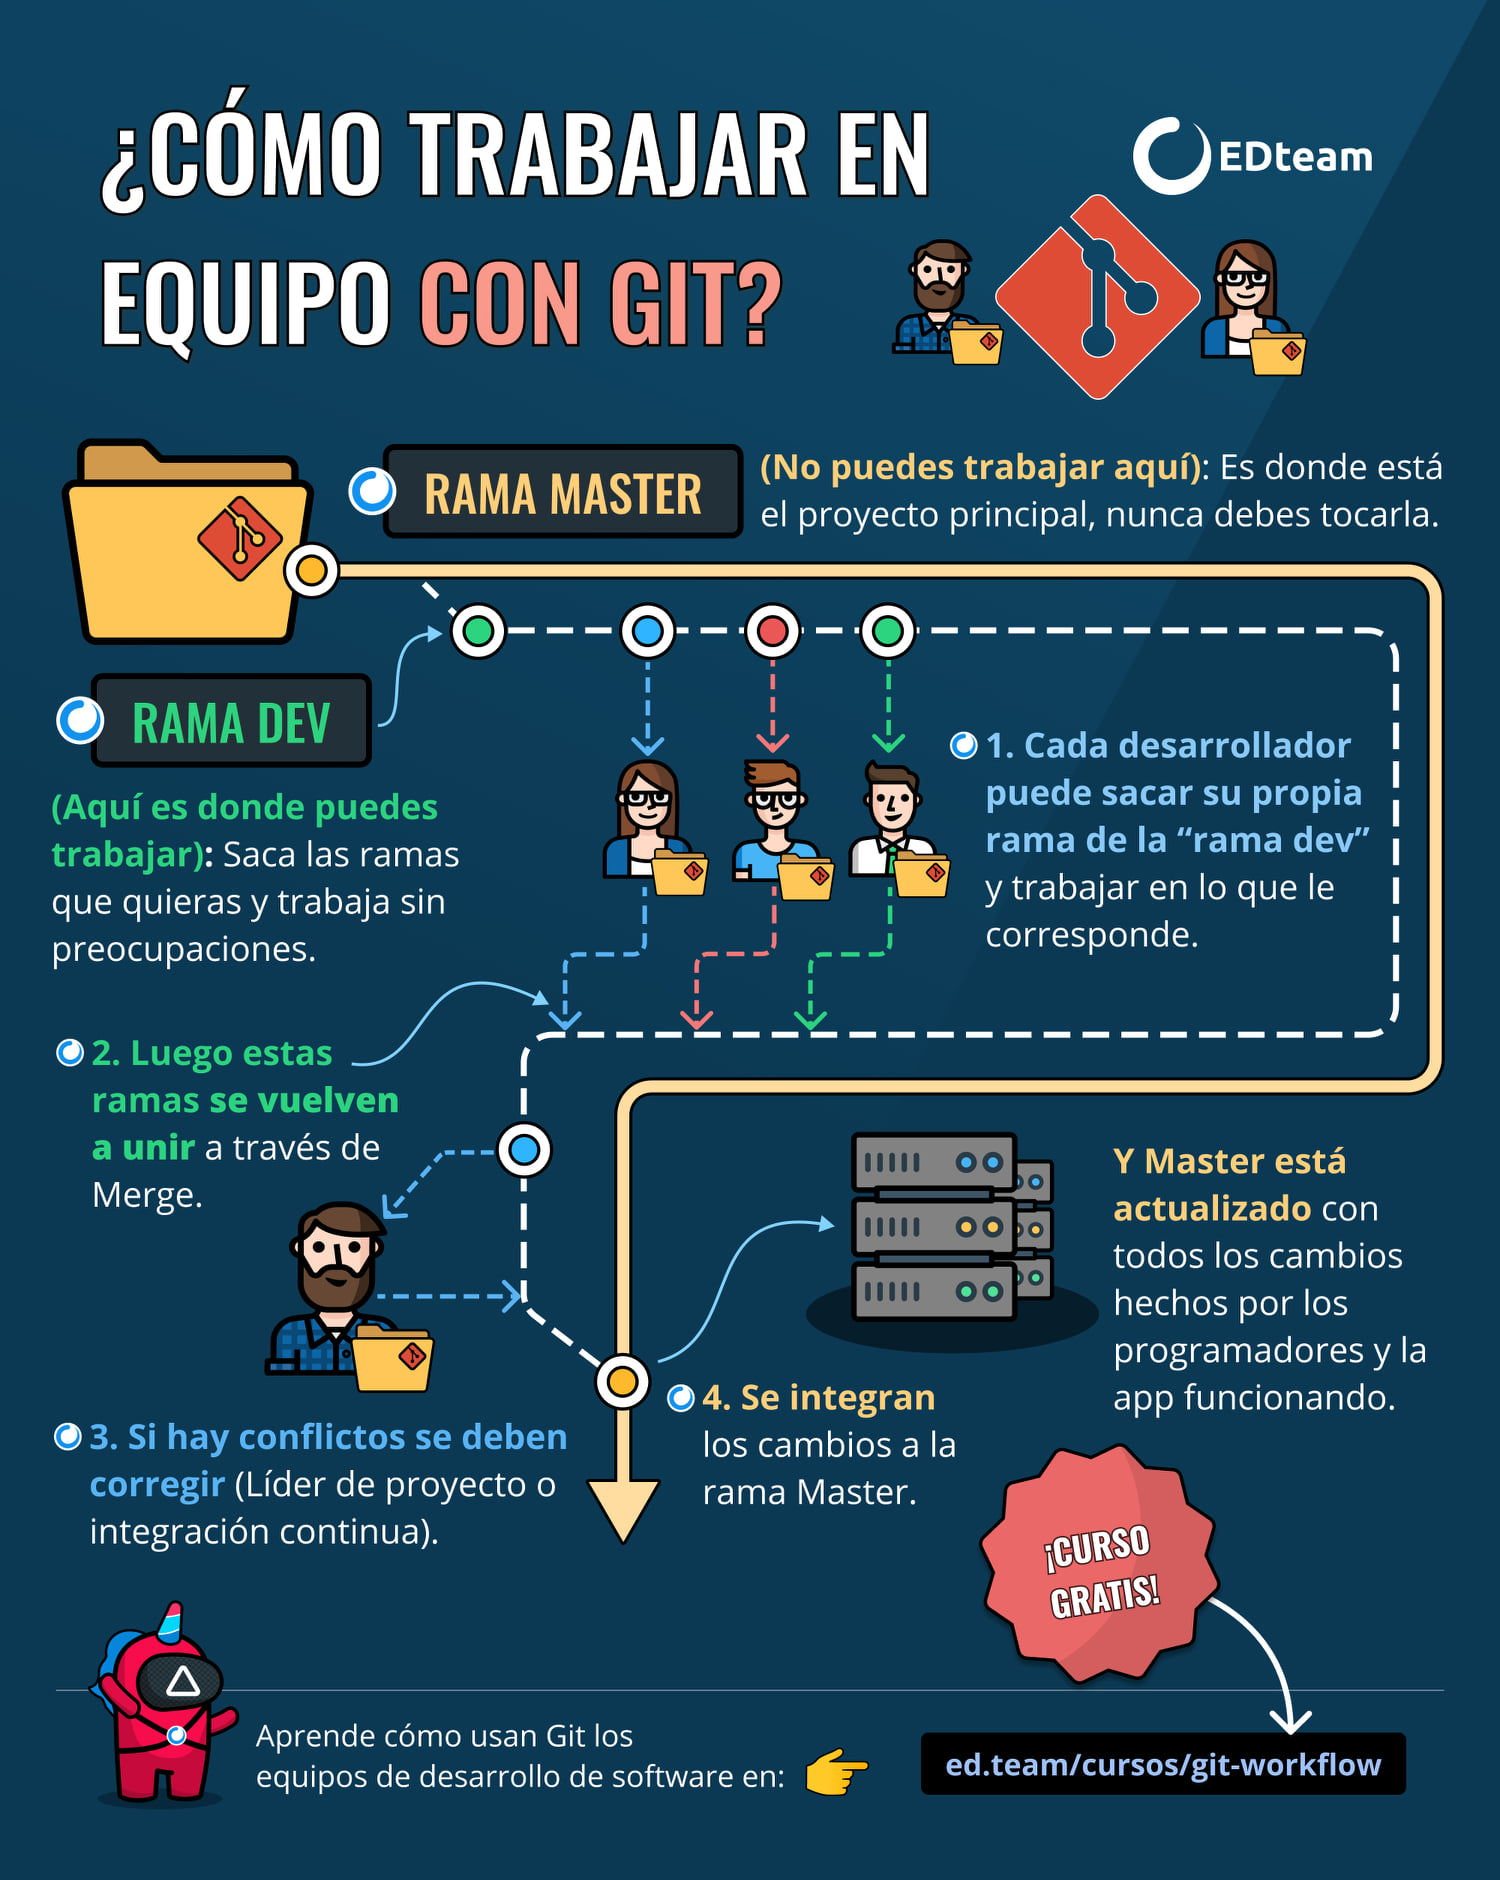 ¿CÓMO TRABAJAR EN
EQUIPO CON GIT?
EDteam
RAMA MASTER
(No puedes trabajar aquí): Es donde está
el proyecto principal, nunca debes tocarla.
RAMA DEV
(Aquí es donde puedes
trabajar): Saca las ramas
que quieras y trabaja sin
preocupaciones.
1. Cada desarrollador
puede sacar su propia
rama de la “rama dev”
y trabajar en lo que le
corresponde.
2. Luego estas
ramas se vuelven
a unir a través de
Merge.
3. Si hay conflictos se deben
corregir (Líder de proyecto o
integración continua).
4. Se integran
los cambios a la
rama Master.
Y Master está
actualizado con
todos los cambios
hechos por los
programadores y la
app funcionando.
¡CURSO
GRATIS!
Aprende cómo usan Git los
equipos de desarrollo de software en:
ed.team/cursos/git-workflow